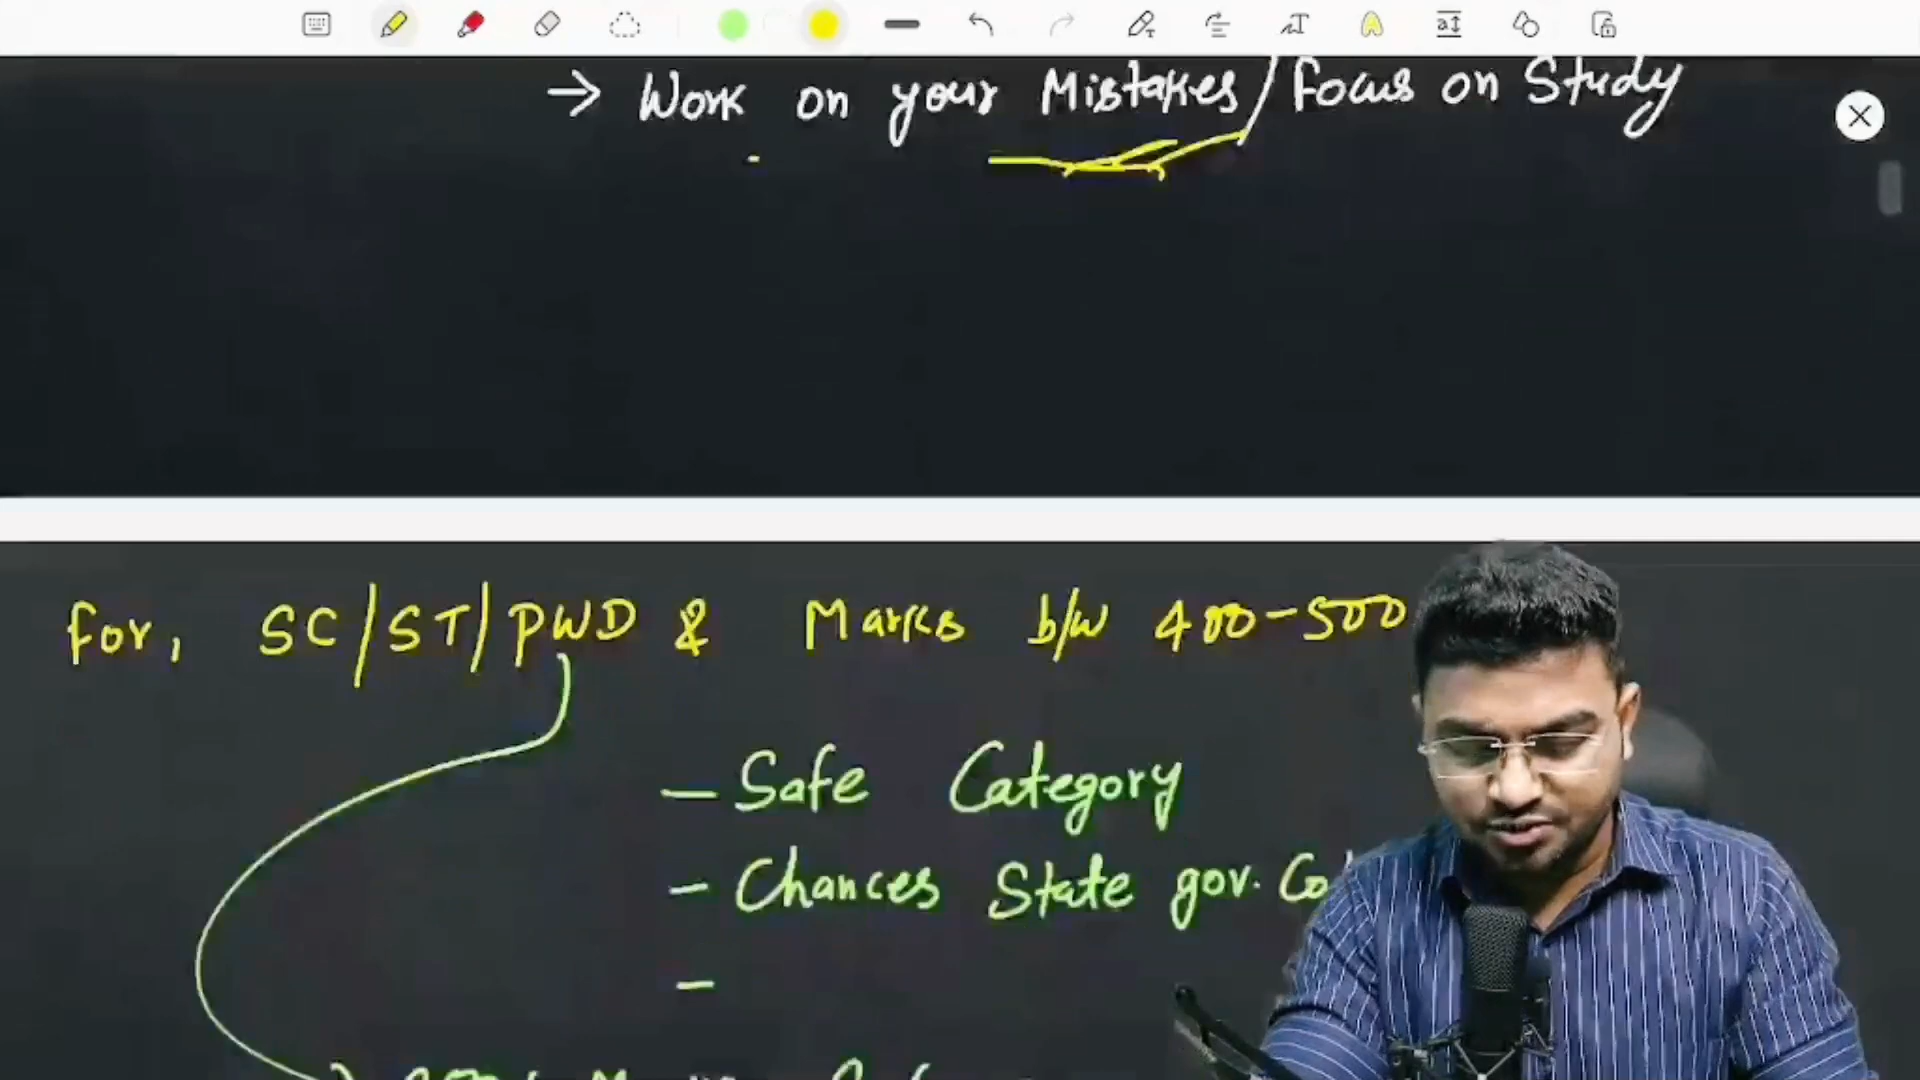 → Work on your Mistakes / Focus on Study
For, SC/ST/PWD & Marks b/w 400-500
- Safe Category
- Chances State gov.
-